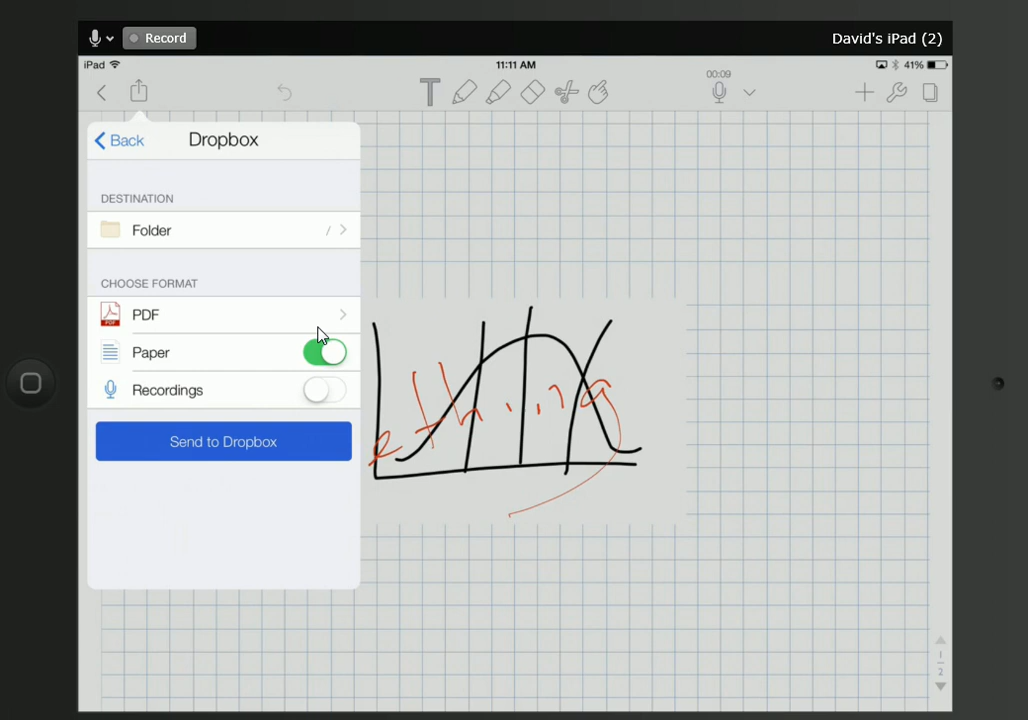 Record
David's iPad (2)
iPad
11:11 AM
41%
T
00:09
Back
Dropbox
DESTINATION
Folder /
CHOOSE FORMAT
PDF
PDF
Paper
Recordings
Send to Dropbox
1
2